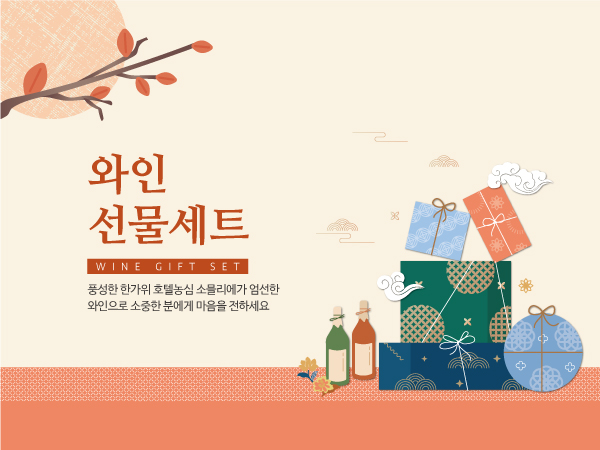 와인
선물세트
WINE GIFT SET
풍성한 한가위 호텔농심 소믈리에가 엄선한
와인으로 소중한 분에게 마음을 전하세요